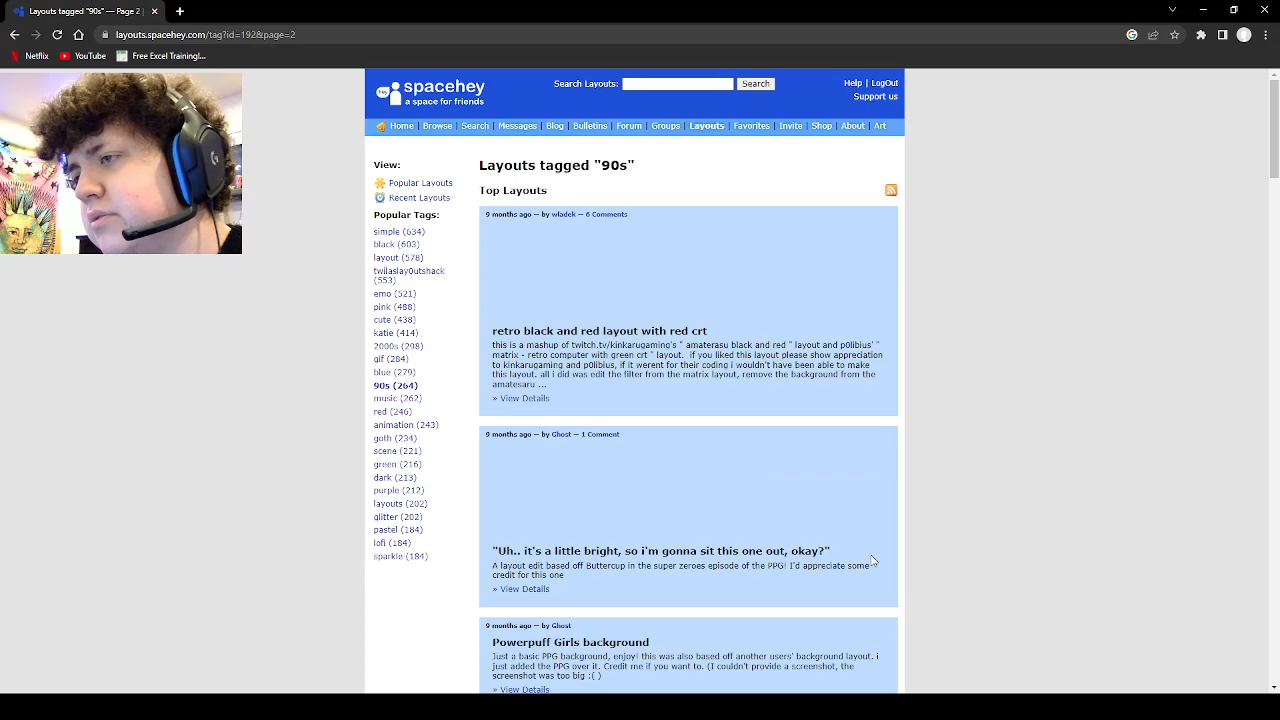 Layouts tagged "90s" — Page 2 |
layouts.spacehey.com/tag?id=192&page=2
Netflix
YouTube
Free Excel Training!...
hey
spacehey
a space for friends
Search Layouts:
Search
Help | LogOut
Support us
Home | Browse | Search | Messages | Blog | Bulletins | Forum | Groups | Layouts | Favorites | Invite | Shop | About | Art
View:
Popular Layouts
Recent Layouts
Popular Tags:
simple (634)
black (603)
layout (578)
twilaslay0utshack
(553)
emo (521)
pink (488)
cute (438)
katie (414)
2000s (298)
gif (284)
blue (279)
90s (264)
music (262)
red (246)
animation (243)
goth (234)
scene (221)
green (216)
dark (213)
purple (212)
layouts (202)
glitter (202)
pastel (184)
lofi (184)
sparkle (184)
Layouts tagged "90s"
Top Layouts
9 months ago — by wladek — 6 Comments
retro black and red layout with red crt
this is a mashup of twitch.tv/kinkarugaming's " amaterasu black and red " layout and p0libius' "
matrix - retro computer with green crt " layout. if you liked this layout please show appreciation
to kinkarugaming and p0libius, if it werent for their coding i wouldn't have been able to make
this layout. all i did was edit the filter from the matrix layout, remove the background from the
amatesaru ...
» View Details
9 months ago — by Ghost — 1 Comment
"Uh.. it's a little bright, so i'm gonna sit this one out, okay?"
A layout edit based off Buttercup in the super zeroes episode of the PPG! I'd appreciate some
credit for this one
» View Details
9 months ago — by Ghost
Powerpuff Girls background
Just a basic PPG background, enjoy! this was also based off another users' background layout. i
just added the PPG over it. Credit me if you want to. (I couldn't provide a screenshot, the
screenshot was too big :( )
» View Details